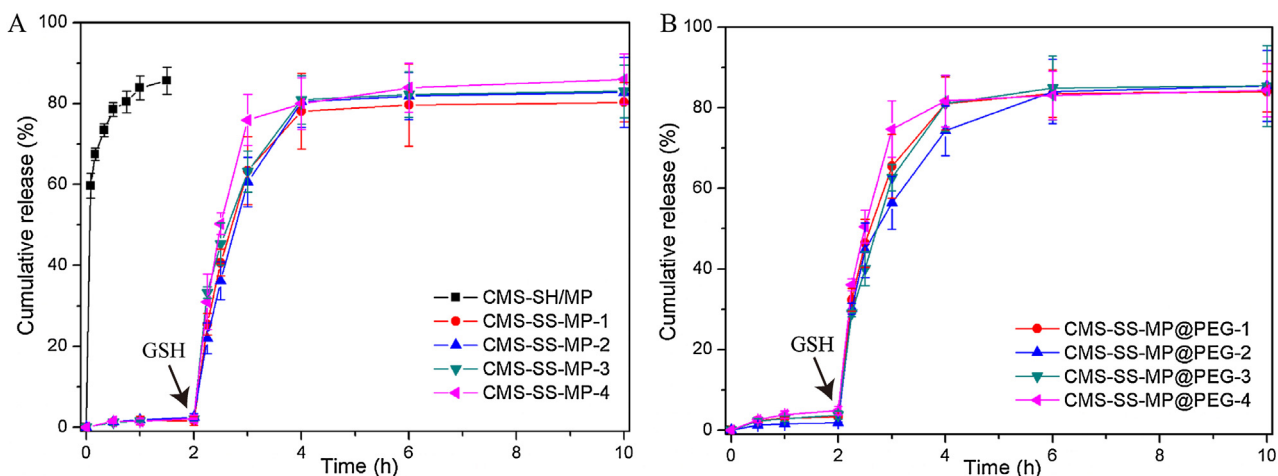 A
Cumulative release (%)
100
80
60
40
20
0
GSH
CMS-SH/MP
CMS-SS-MP-1
CMS-SS-MP-2
CMS-SS-MP-3
CMS-SS-MP-4
0 2 4 6 8 10
Time (h)
B
Cumulative release (%)
100
80
60
40
20
0
GSH
CMS-SS-MP@PEG-1
CMS-SS-MP@PEG-2
CMS-SS-MP@PEG-3
CMS-SS-MP@PEG-4
0 2 4 6 8 10
Time (h)